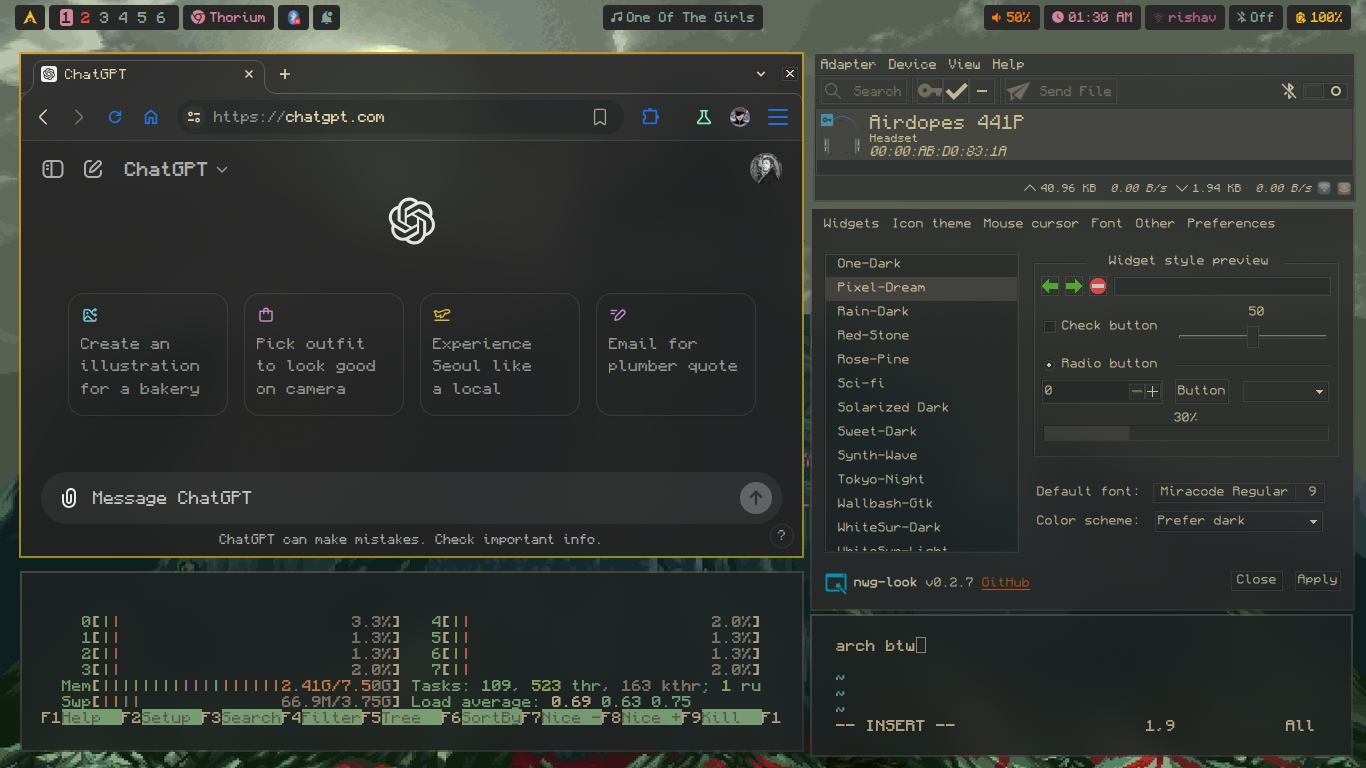 1 2 3 4 5 6
Thorium
One Of The Girls
50%
01:30 AM
rishav
Off
100%
ChatGPT
https://chatgpt.com
ChatGPT
Create an
illustration
for a bakery
Pick outfit
to look good
on camera
Experience
Seoul like
a local
Email for
plumber quote
Message ChatGPT
ChatGPT can make mistakes. Check important info.
?
Adapter Device View Help
Search
Send File
Airdopes 441P
Headset
00:00:AB:D0:83:1A
40.96 KB 0.00 B/s 1.94 KB 0.00 B/s
Widgets Icon theme Mouse cursor Font Other Preferences
One-Dark
Pixel-Dream
Rain-Dark
Red-Stone
Rose-Pine
Sci-fi
Solarized Dark
Sweet-Dark
Synth-Wave
Tokyo-Night
Wallbash-Gtk
WhiteSur-Dark
WhiteSur-Light
Widget style preview
50
Check button
Radio button
0
Button
30%
Default font: Miracode Regular 9
Color scheme: Prefer dark
nwg-look v0.2.7 GitHub
Close
Apply
0[|| 3.3%] 4[|| 2.0%]
1[|| 1.3%] 5[|| 1.3%]
2[|| 1.3%] 6[|| 1.3%]
3[|| 2.0%] 7[|| 2.0%]
Mem[||||||||||||||||||2.41G/7.50G] Tasks: 109, 523 thr, 163 kthr; 1 ru
Swp[|||| 66.9M/3.75G] Load average: 0.69 0.63 0.75
F1Help F2Setup F3SearchF4FilterF5Tree F6SortByF7Nice -F8Nice +F9Kill F1
arch btw
~
~
~
-- INSERT -- 1,9 All